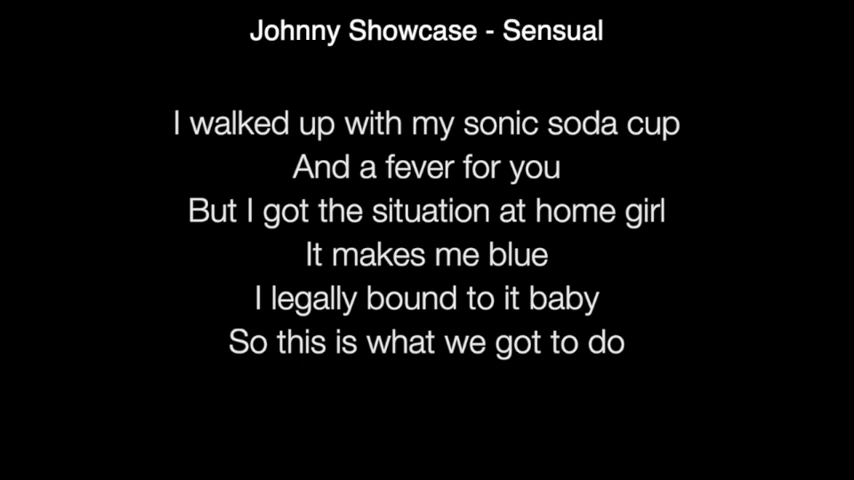 Johnny Showcase - Sensual
I walked up with my sonic soda cup
And a fever for you
But I got the situation at home girl
It makes me blue
I legally bound to it baby
So this is what we got to do